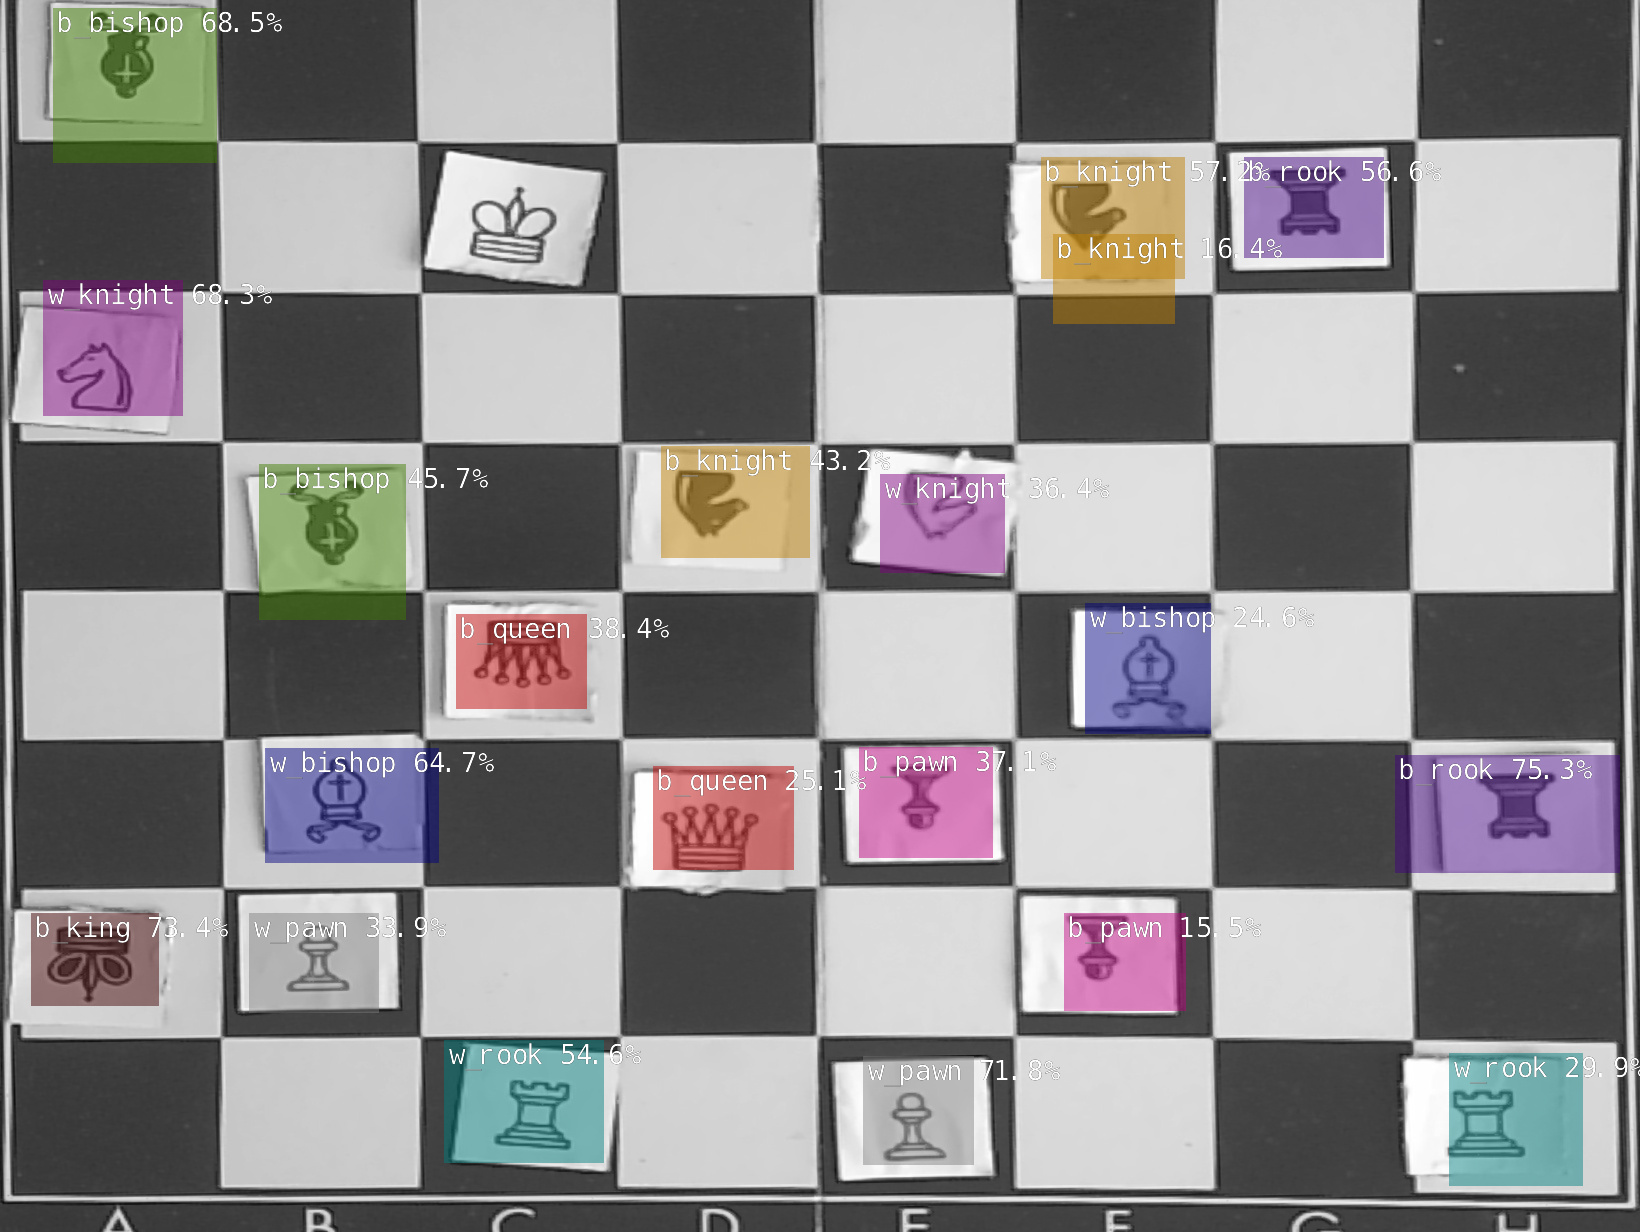 b_bishop 68.5%
b_knight 57.2%
b_rook 56.6%
b_knight 16.4%
w_knight 68.3%
b_knight 43.2%
b_bishop 45.7%
w_knight 36.4%
b_queen 38.4%
w_bishop 24.6%
w_bishop 64.7%
b_queen 25.1%
b_pawn 37.1%
b_rook 75.3%
b_king 73.4%
w_pawn 33.9%
b_pawn 15.5%
w_rook 54.6%
w_pawn 71.8%
w_rook 29.9%
A B C D E F G H